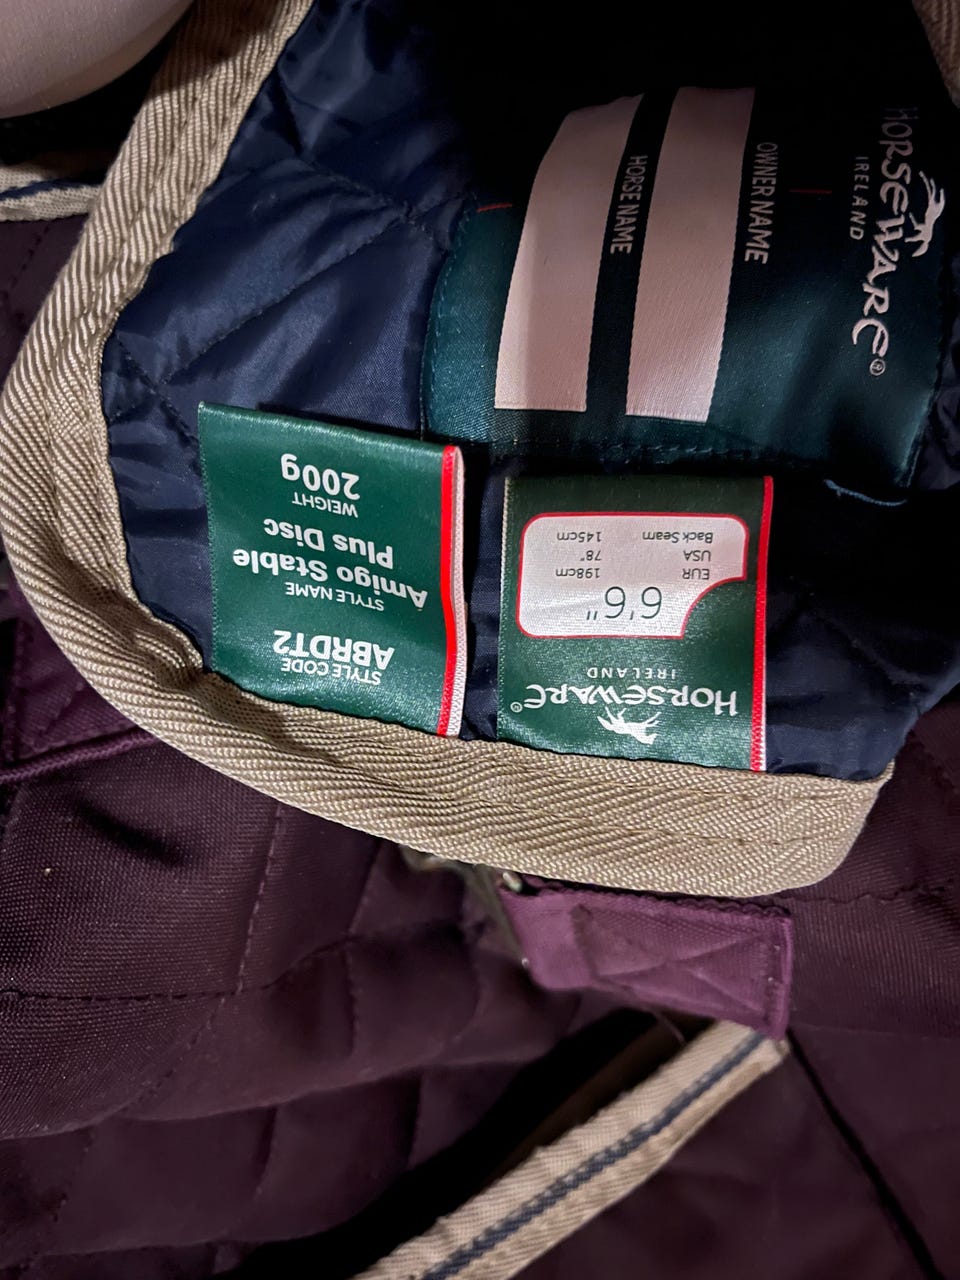 HORSEWARE®
IRELAND
OWNER NAME
HORSE NAME
HORSEWARE®
IRELAND
6'6"
EUR 198cm
USA 78"
Back Seam 145cm
STYLE CODE
ABRDT2
STYLE NAME
Amigo Stable
Plus Disc
WEIGHT
200g